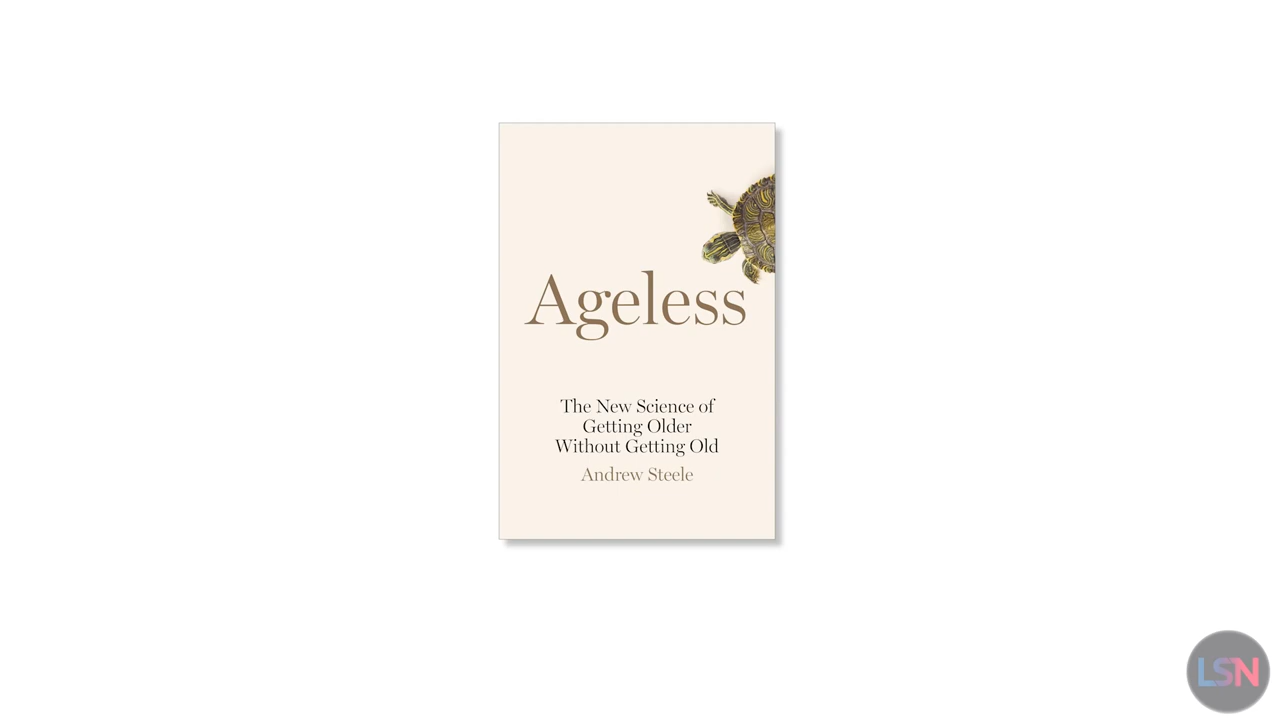 Ageless
The New Science of
Getting Older
Without Getting Old
Andrew Steele
LSN